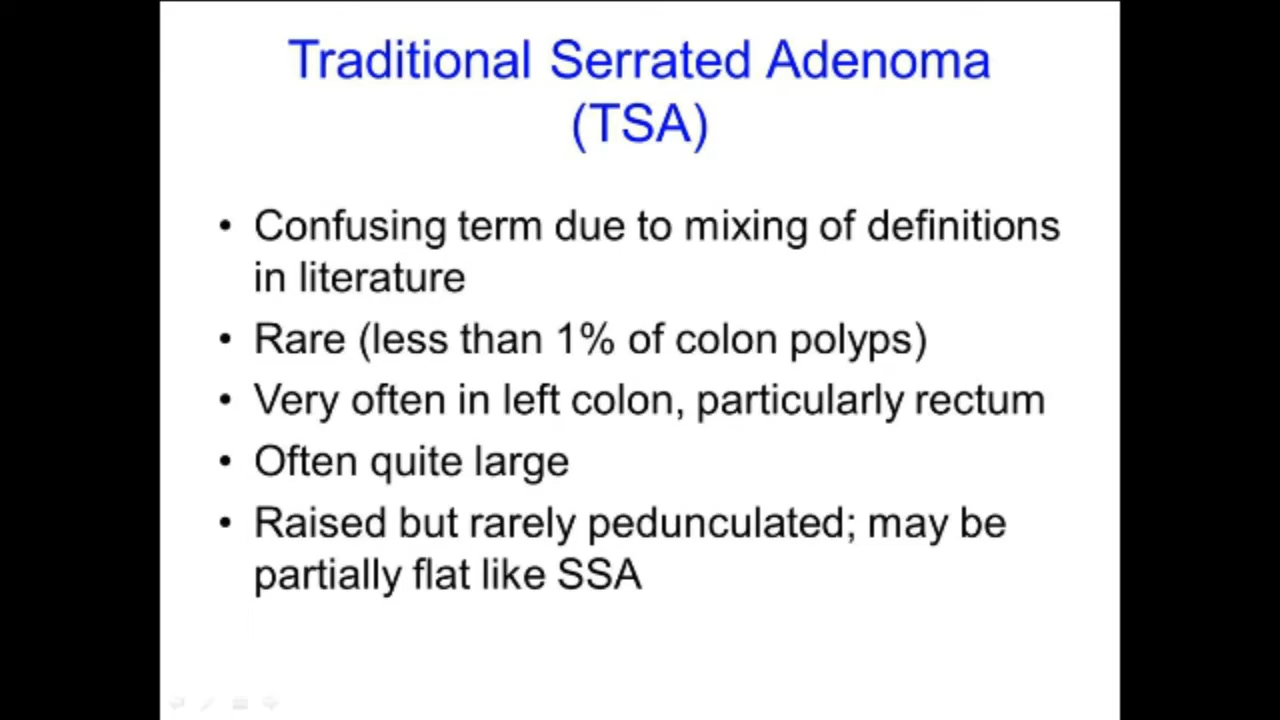 Traditional Serrated Adenoma
(TSA)
• Confusing term due to mixing of definitions
in literature
• Rare (less than 1% of colon polyps)
• Very often in left colon, particularly rectum
• Often quite large
• Raised but rarely pedunculated; may be
partially flat like SSA